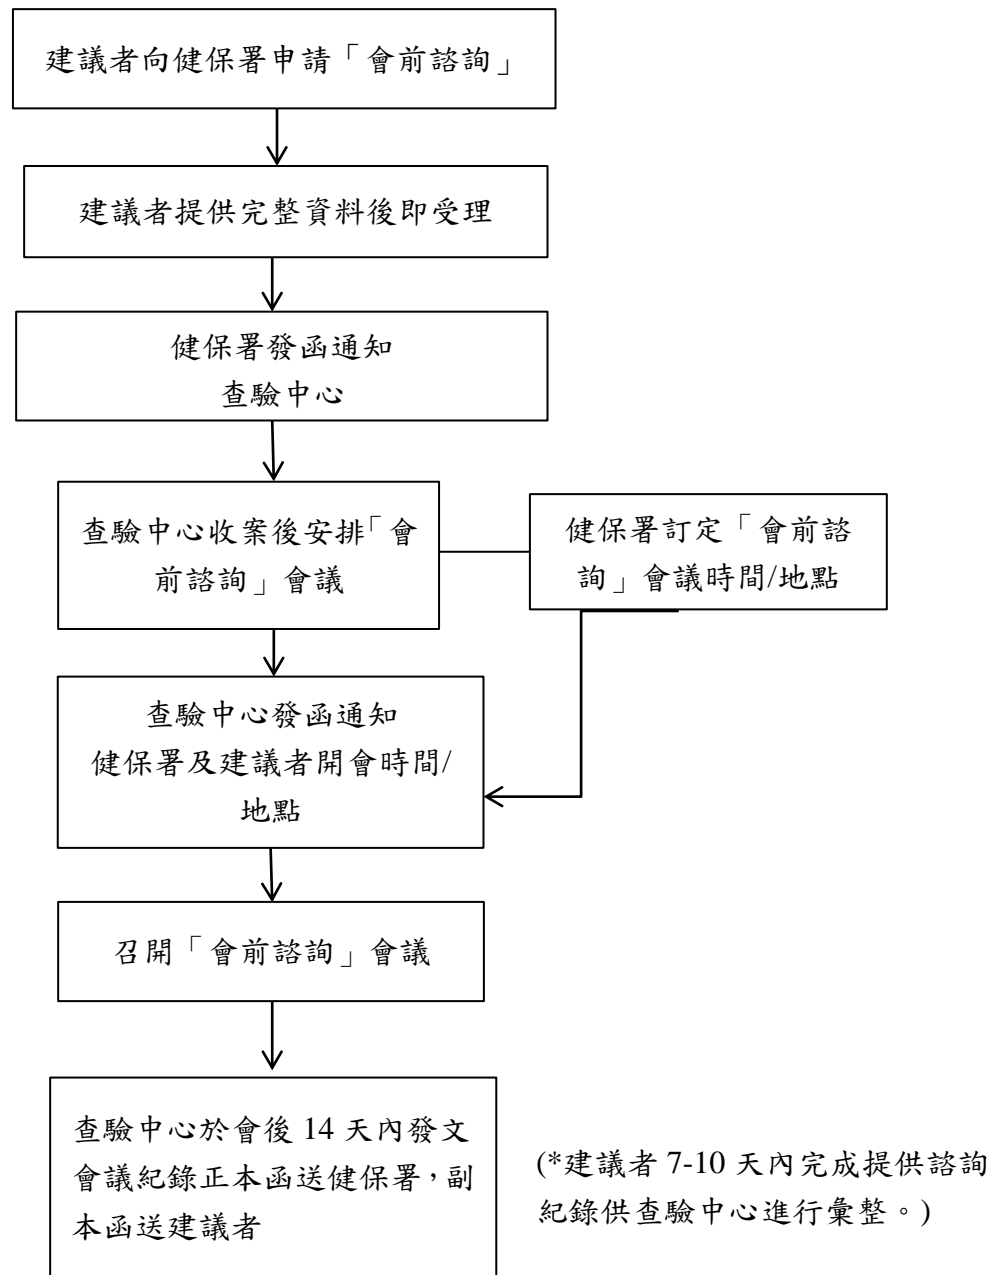 建議者向健保署申請「會前諮詢」
建議者提供完整資料後即受理
健保署發函通知
查驗中心
查驗中心收案後安排「會
前諮詢」會議
健保署訂定「會前諮
詢」會議時間/地點
查驗中心發函通知
健保署及建議者開會時間/
地點
召開「會前諮詢」會議
查驗中心於會後 14 天內發文
會議紀錄正本函送健保署，副
本函送建議者
(*建議者 7-10 天內完成提供諮詢
紀錄供查驗中心進行彙整。)